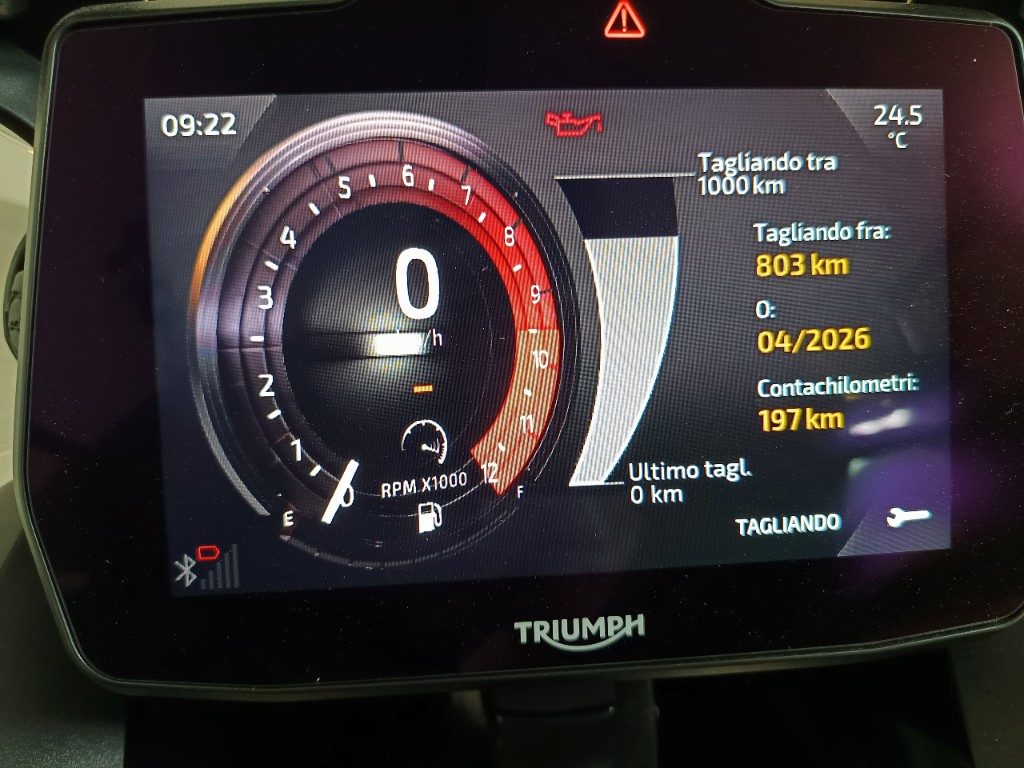 09:22
24.5
°C
Tagliando tra
1000 km
Tagliando fra:
803 km
O:
04/2026
Contachilometri:
197 km
Ultimo tagl.
0 km
TAGLIANDO
0
/h
0
1
2
3
4
5
6
7
8
9
10
11
12
RPM X1000
E
F
TRIUMPH